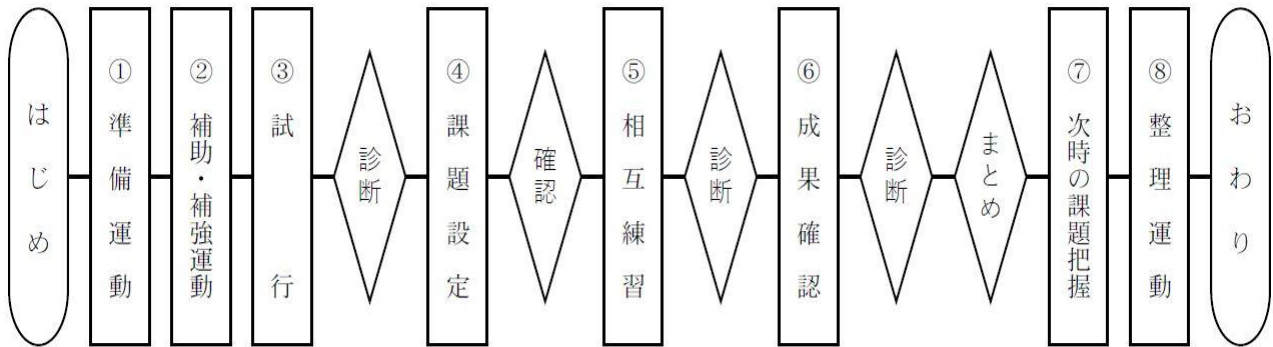 はじめ
①準備運動
②補助・補強運動
③試行
診断
④課題設定
確認
⑤相互練習
診断
⑥成果確認
診断
まとめ
⑦次時の課題把握
⑧整理運動
おわり